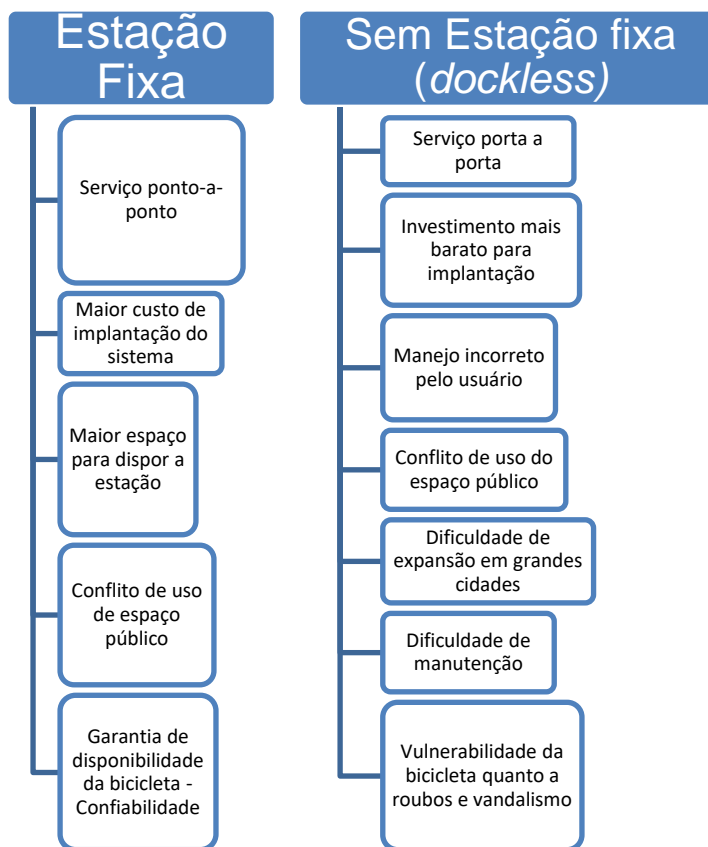 Estação
Fixa
Serviço ponto-a-
ponto
Maior custo de
implantação do
sistema
Maior espaço
para dispor a
estação
Conflito de uso
de espaço
público
Garantia de
disponibilidade
da bicicleta -
Confiabilidade
Sem Estação fixa
(dockless)
Serviço porta a
porta
Investimento mais
barato para
implantação
Manejo incorreto
pelo usuário
Conflito de uso do
espaço público
Dificuldade de
expansão em grandes
cidades
Dificuldade de
manutenção
Vulnerabilidade da
bicicleta quanto a
roubos e vandalismo